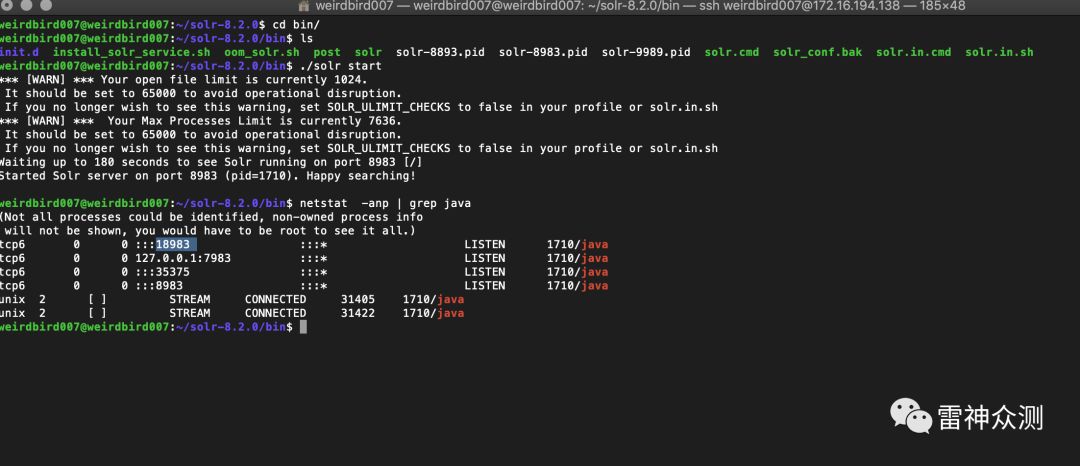 weirdbird007 — weirdbird007@weirdbird007: ~/solr-8.2.0/bin — ssh weirdbird007@172.16.194.138 — 185×48
weirdbird007@weirdbird007:~/solr-8.2.0$ cd bin/
weirdbird007@weirdbird007:~/solr-8.2.0/bin$ ls
init.d install_solr_service.sh oom_solr.sh post solr solr-8893.pid solr-8983.pid solr-9989.pid solr.cmd solr_conf.bak solr.in.cmd solr.in.sh
weirdbird007@weirdbird007:~/solr-8.2.0/bin$ ./solr start
*** [WARN] *** Your open file limit is currently 1024.
It should be set to 65000 to avoid operational disruption.
If you no longer wish to see this warning, set SOLR_ULIMIT_CHECKS to false in your profile or solr.in.sh
*** [WARN] *** Your Max Processes Limit is currently 7636.
It should be set to 65000 to avoid operational disruption.
If you no longer wish to see this warning, set SOLR_ULIMIT_CHECKS to false in your profile or solr.in.sh
Waiting up to 180 seconds to see Solr running on port 8983 [/]
Started Solr server on port 8983 (pid=1710). Happy searching!
weirdbird007@weirdbird007:~/solr-8.2.0/bin$ netstat -anp | grep java
(Not all processes could be identified, non-owned process info
will not be shown, you would have to be root to see it all.)
tcp6 0 0 :::18983 :::* LISTEN 1710/java
tcp6 0 0 127.0.0.1:7983 :::* LISTEN 1710/java
tcp6 0 0 :::35375 :::* LISTEN 1710/java
tcp6 0 0 :::8983 :::* LISTEN 1710/java
unix 2 [ ] STREAM CONNECTED 31405 1710/java
unix 2 [ ] STREAM CONNECTED 31422 1710/java
weirdbird007@weirdbird007:~/solr-8.2.0/bin$
雷神众测